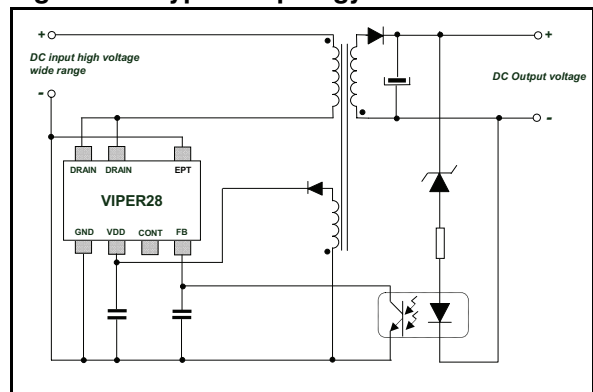 +
+
DC input high voltage
wide range
DC Output voltage
-
-
DRAIN DRAIN EPT
VIPER28
GND VDD CONT FB